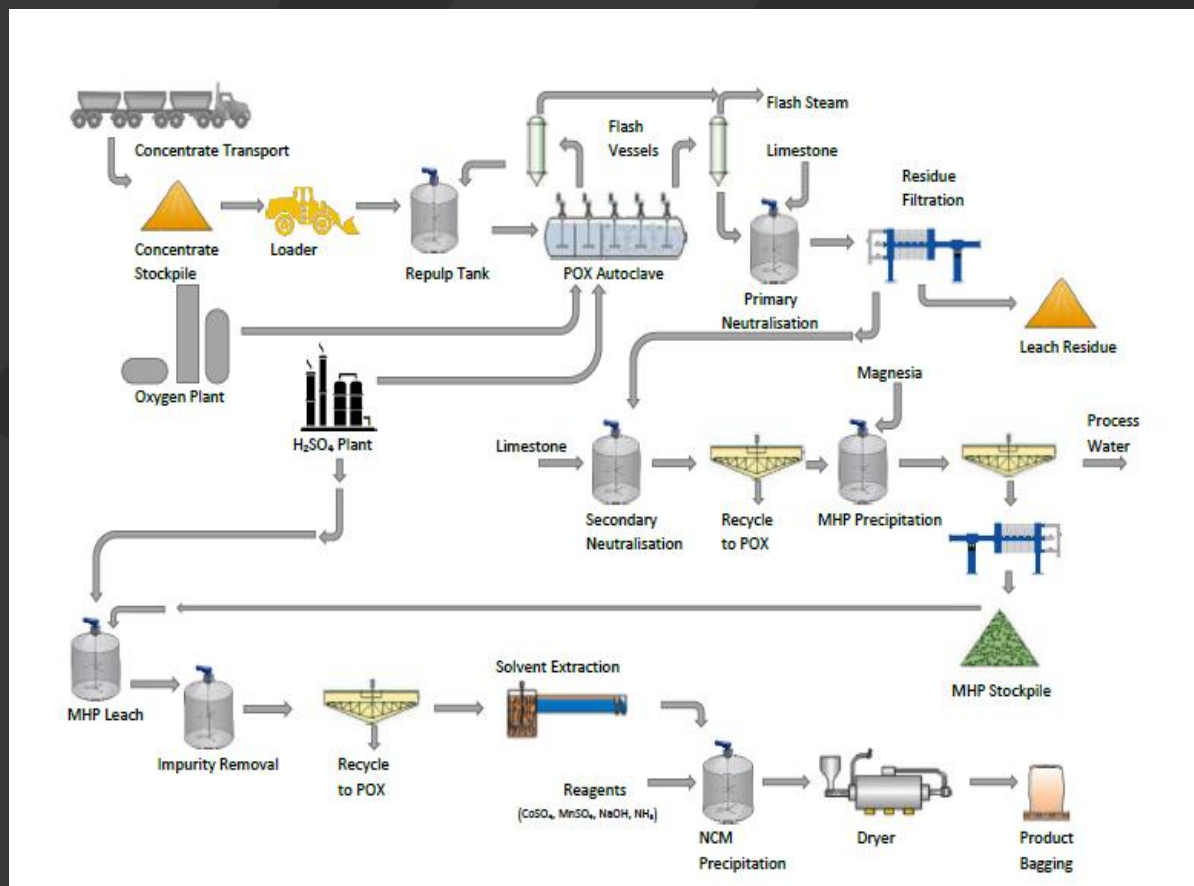 Concentrate Transport
Flash Steam
Flash
Vessels
Limestone
Residue
Filtration
Concentrate
Stockpile
Loader
Repulp Tank
POX Autoclave
Primary
Neutralisation
Leach Residue
Oxygen Plant
H₂SO₄ Plant
Magnesia
Process
Water
Limestone
Secondary
Neutralisation
Recycle
to POX
MHP Precipitation
MHP Stockpile
MHP Leach
Impurity Removal
Recycle
to POX
Solvent Extraction
Reagents
(CoSO₄, MnSO₄, NaOH, NH₃)
NCM
Precipitation
Dryer
Product
Bagging